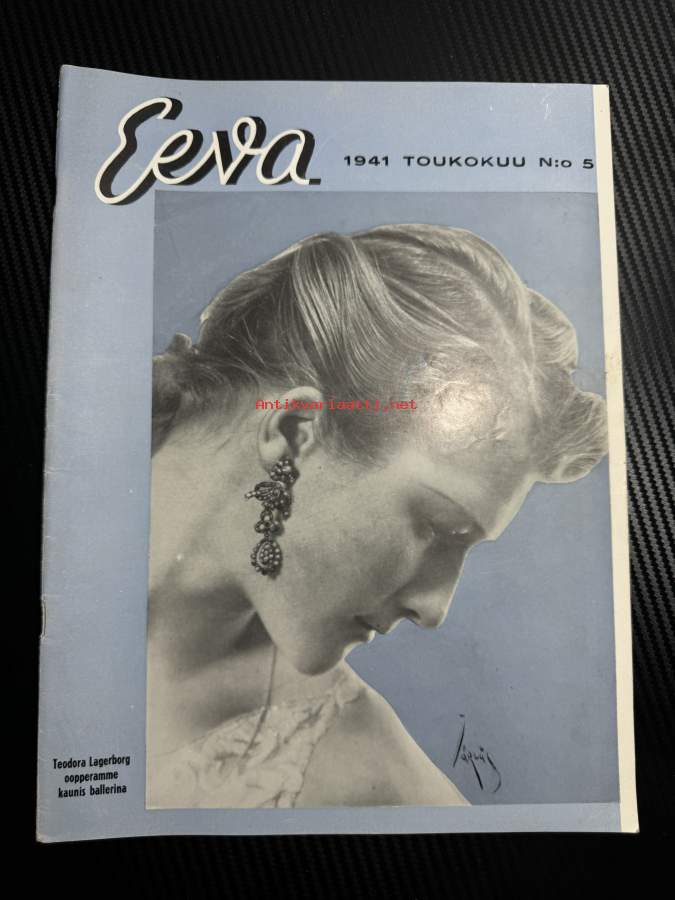 Eeva
1941 TOUKOKUU N:o 5
Antikvariaatti.net
Teodora Lagerborg
oopperamme
kaunis ballerina